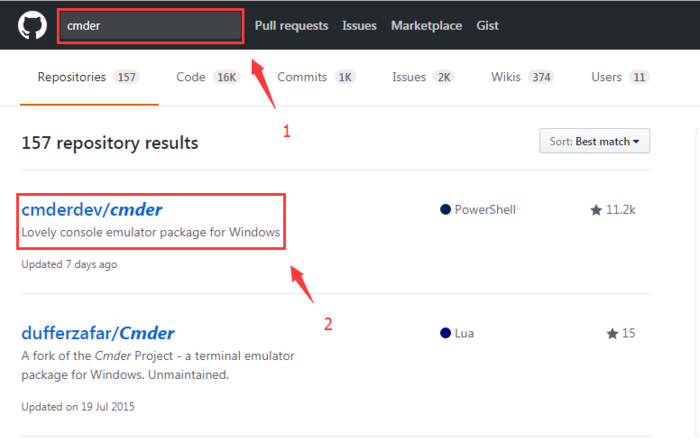 cmder Pull requests Issues Marketplace Gist
Repositories 157 Code 16K Commits 1K Issues 2K Wikis 374 Users 11
1
157 repository results Sort: Best match
cmderdev/cmder PowerShell 11.2k
Lovely console emulator package for Windows
Updated 7 days ago
2
dufferzafar/Cmder Lua 15
A fork of the Cmder Project - a terminal emulator
package for Windows. Unmaintained.
Updated on 19 Jul 2015